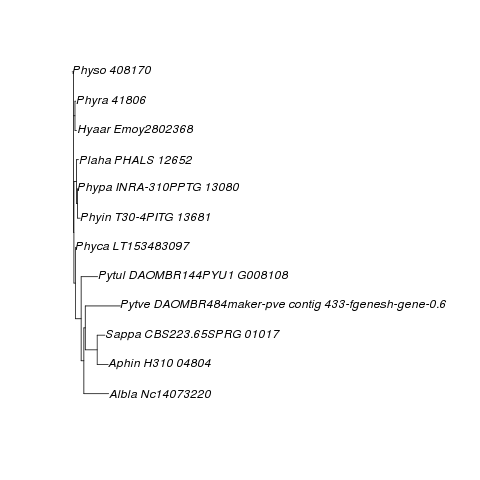 Physo 408170
Phyra 41806
Hyaar Emoy2802368
Plaha PHALS 12652
Phypa INRA-310PPTG 13080
Phyin T30-4PITG 13681
Phyca LT153483097
Pytul DAOMBR144PYU1 G008108
Pytve DAOMBR484maker-pve contig 433-fgenesh-gene-0.6
Sappa CBS223.65SPRG 01017
Aphin H310 04804
Albla Nc14073220